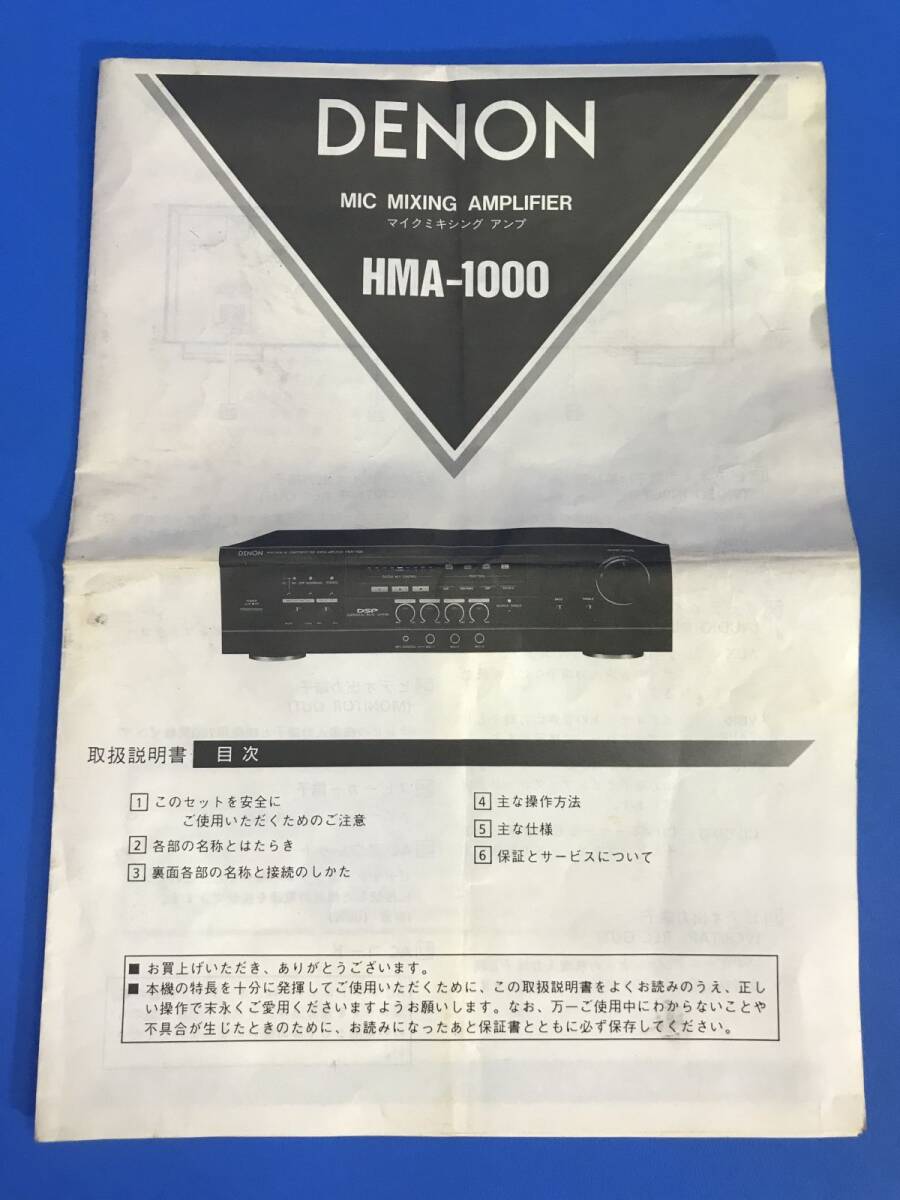 DENON
MIC MIXING AMPLIFIER
マイクミキシング アンプ
HMA-1000
DENON
DSP
取扱説明書
目 次
1 このセットを安全に
ご使用いただくためのご注意
2 各部の名称とはたらき
3 裏面各部の名称と接続のしかた
4 主な操作方法
5 主な仕様
6 保証とサービスについて
■ お買上げいただき、ありがとうございます。
■ 本機の特長を十分に発揮してご使用いただくために、この取扱説明書をよくお読みのうえ、正し
い操作で末永くご愛用くださいますようお願いします。なお、万一ご使用中にわからないことや
不具合が生じたときのために、お読みになったあと保証書とともに必ず保存してください。